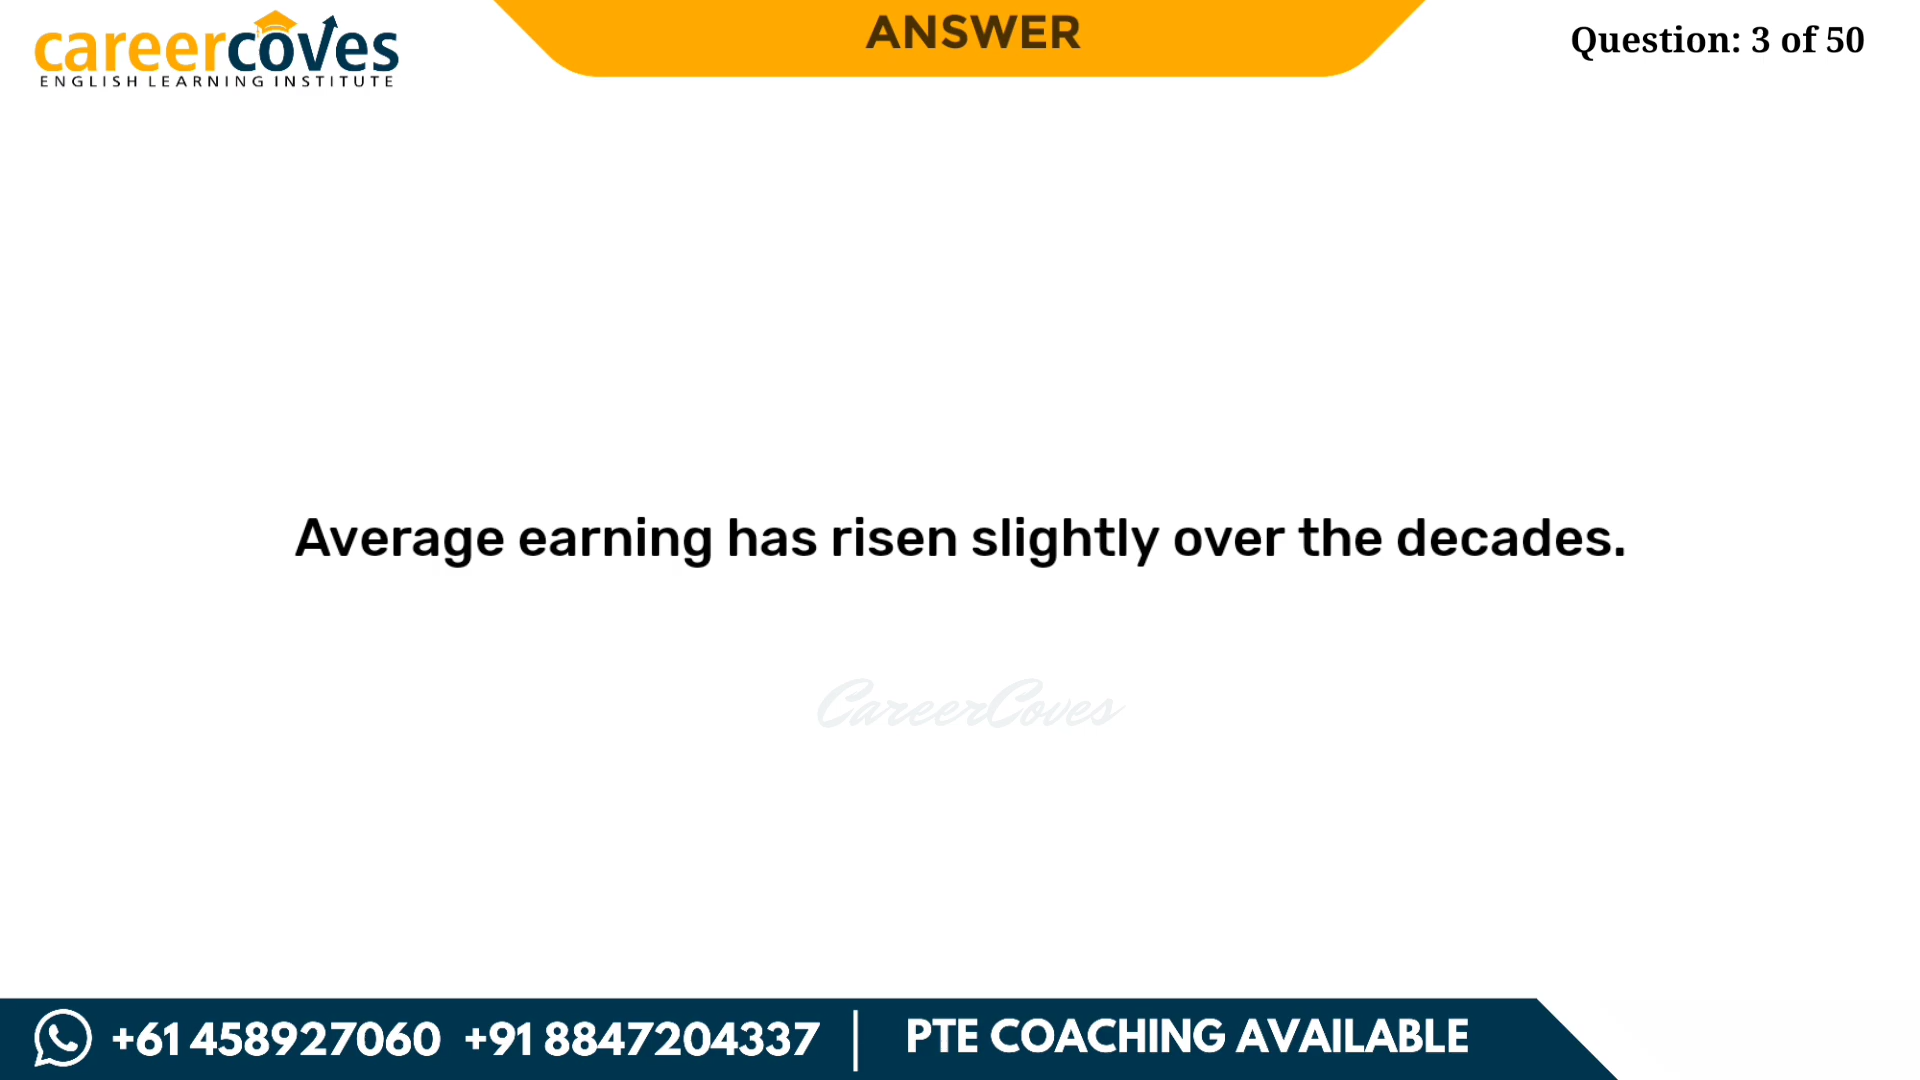 careercoves
ENGLISH LEARNING INSTITUTE
ANSWER
Question: 3 of 50
Average earning has risen slightly over the decades.
CareerCoves
+61 458927060 +91 8847204337 | PTE COACHING AVAILABLE